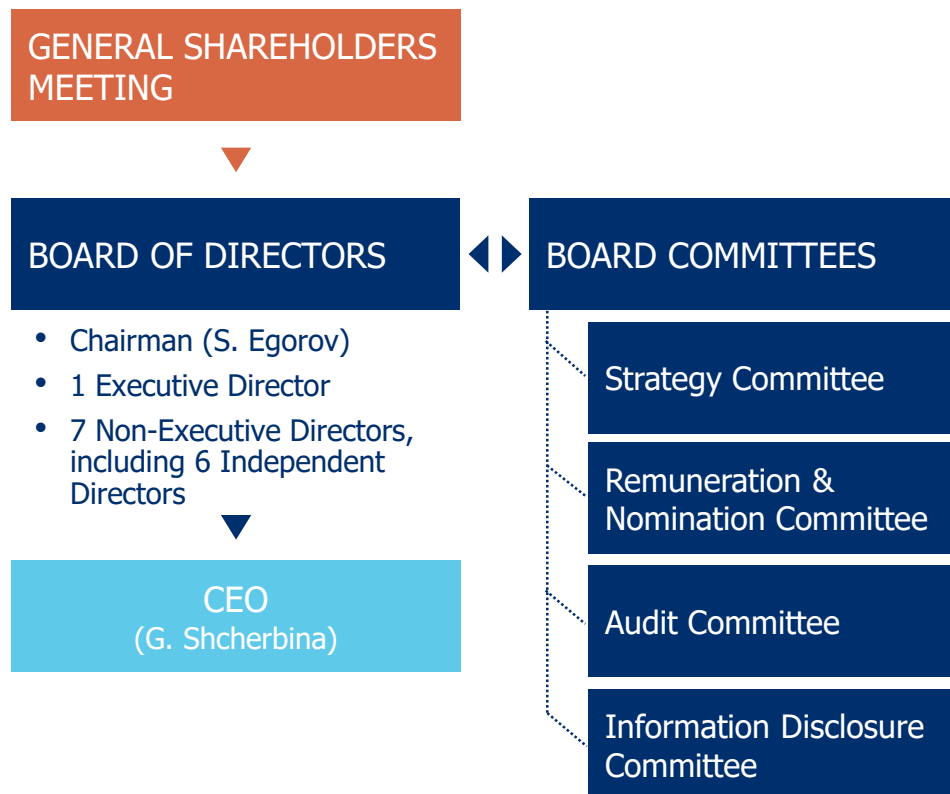 GENERAL SHAREHOLDERS
MEETING
BOARD OF DIRECTORS
• Chairman (S. Egorov)
• 1 Executive Director
• 7 Non-Executive Directors,
including 6 Independent
Directors
CEO
(G. Shcherbina)
BOARD COMMITTEES
Strategy Committee
Remuneration &
Nomination Committee
Audit Committee
Information Disclosure
Committee